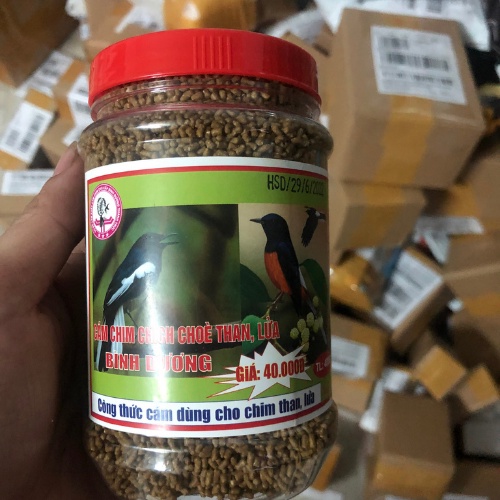 HSD/29/6/202
CÁM CHIM CHÍCH CHOÈ THAN, LỬA
BÌNH DƯƠNG
GIÁ: 40.000Đ
Công thức cám dùng cho chim than, lửa